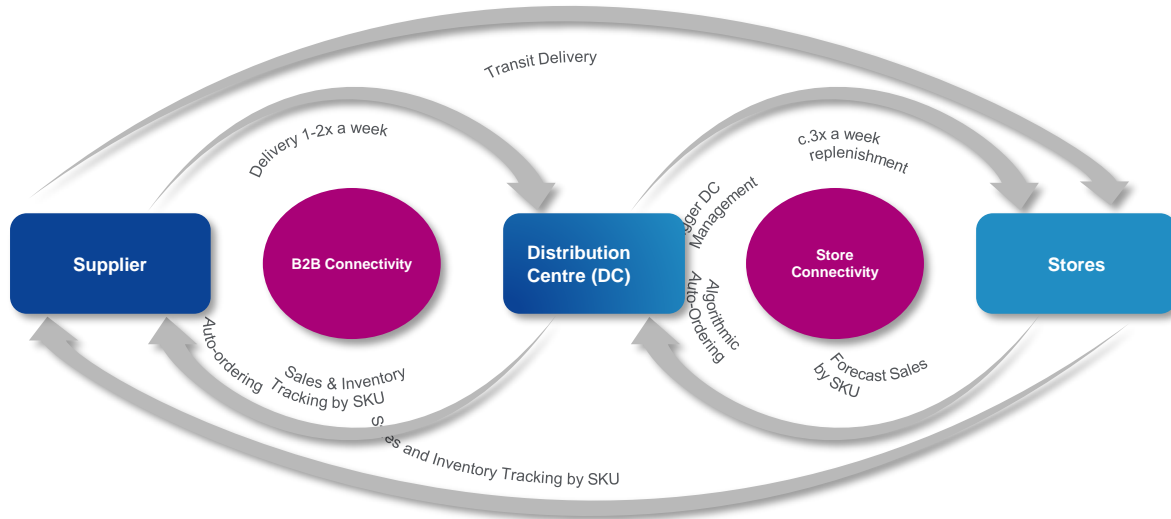 Transit Delivery
Delivery 1-2x a week
c.3x a week
replenishment
Management
Supplier
B2B Connectivity
Distribution
Centre (DC)
DC
Store
Connectivity
Stores
Algorithmic
Auto-Ordering
Auto-ordering
Sales & Inventory
Tracking by SKU
Forecast Sales
by SKU
and Inventory Tracking by SKU